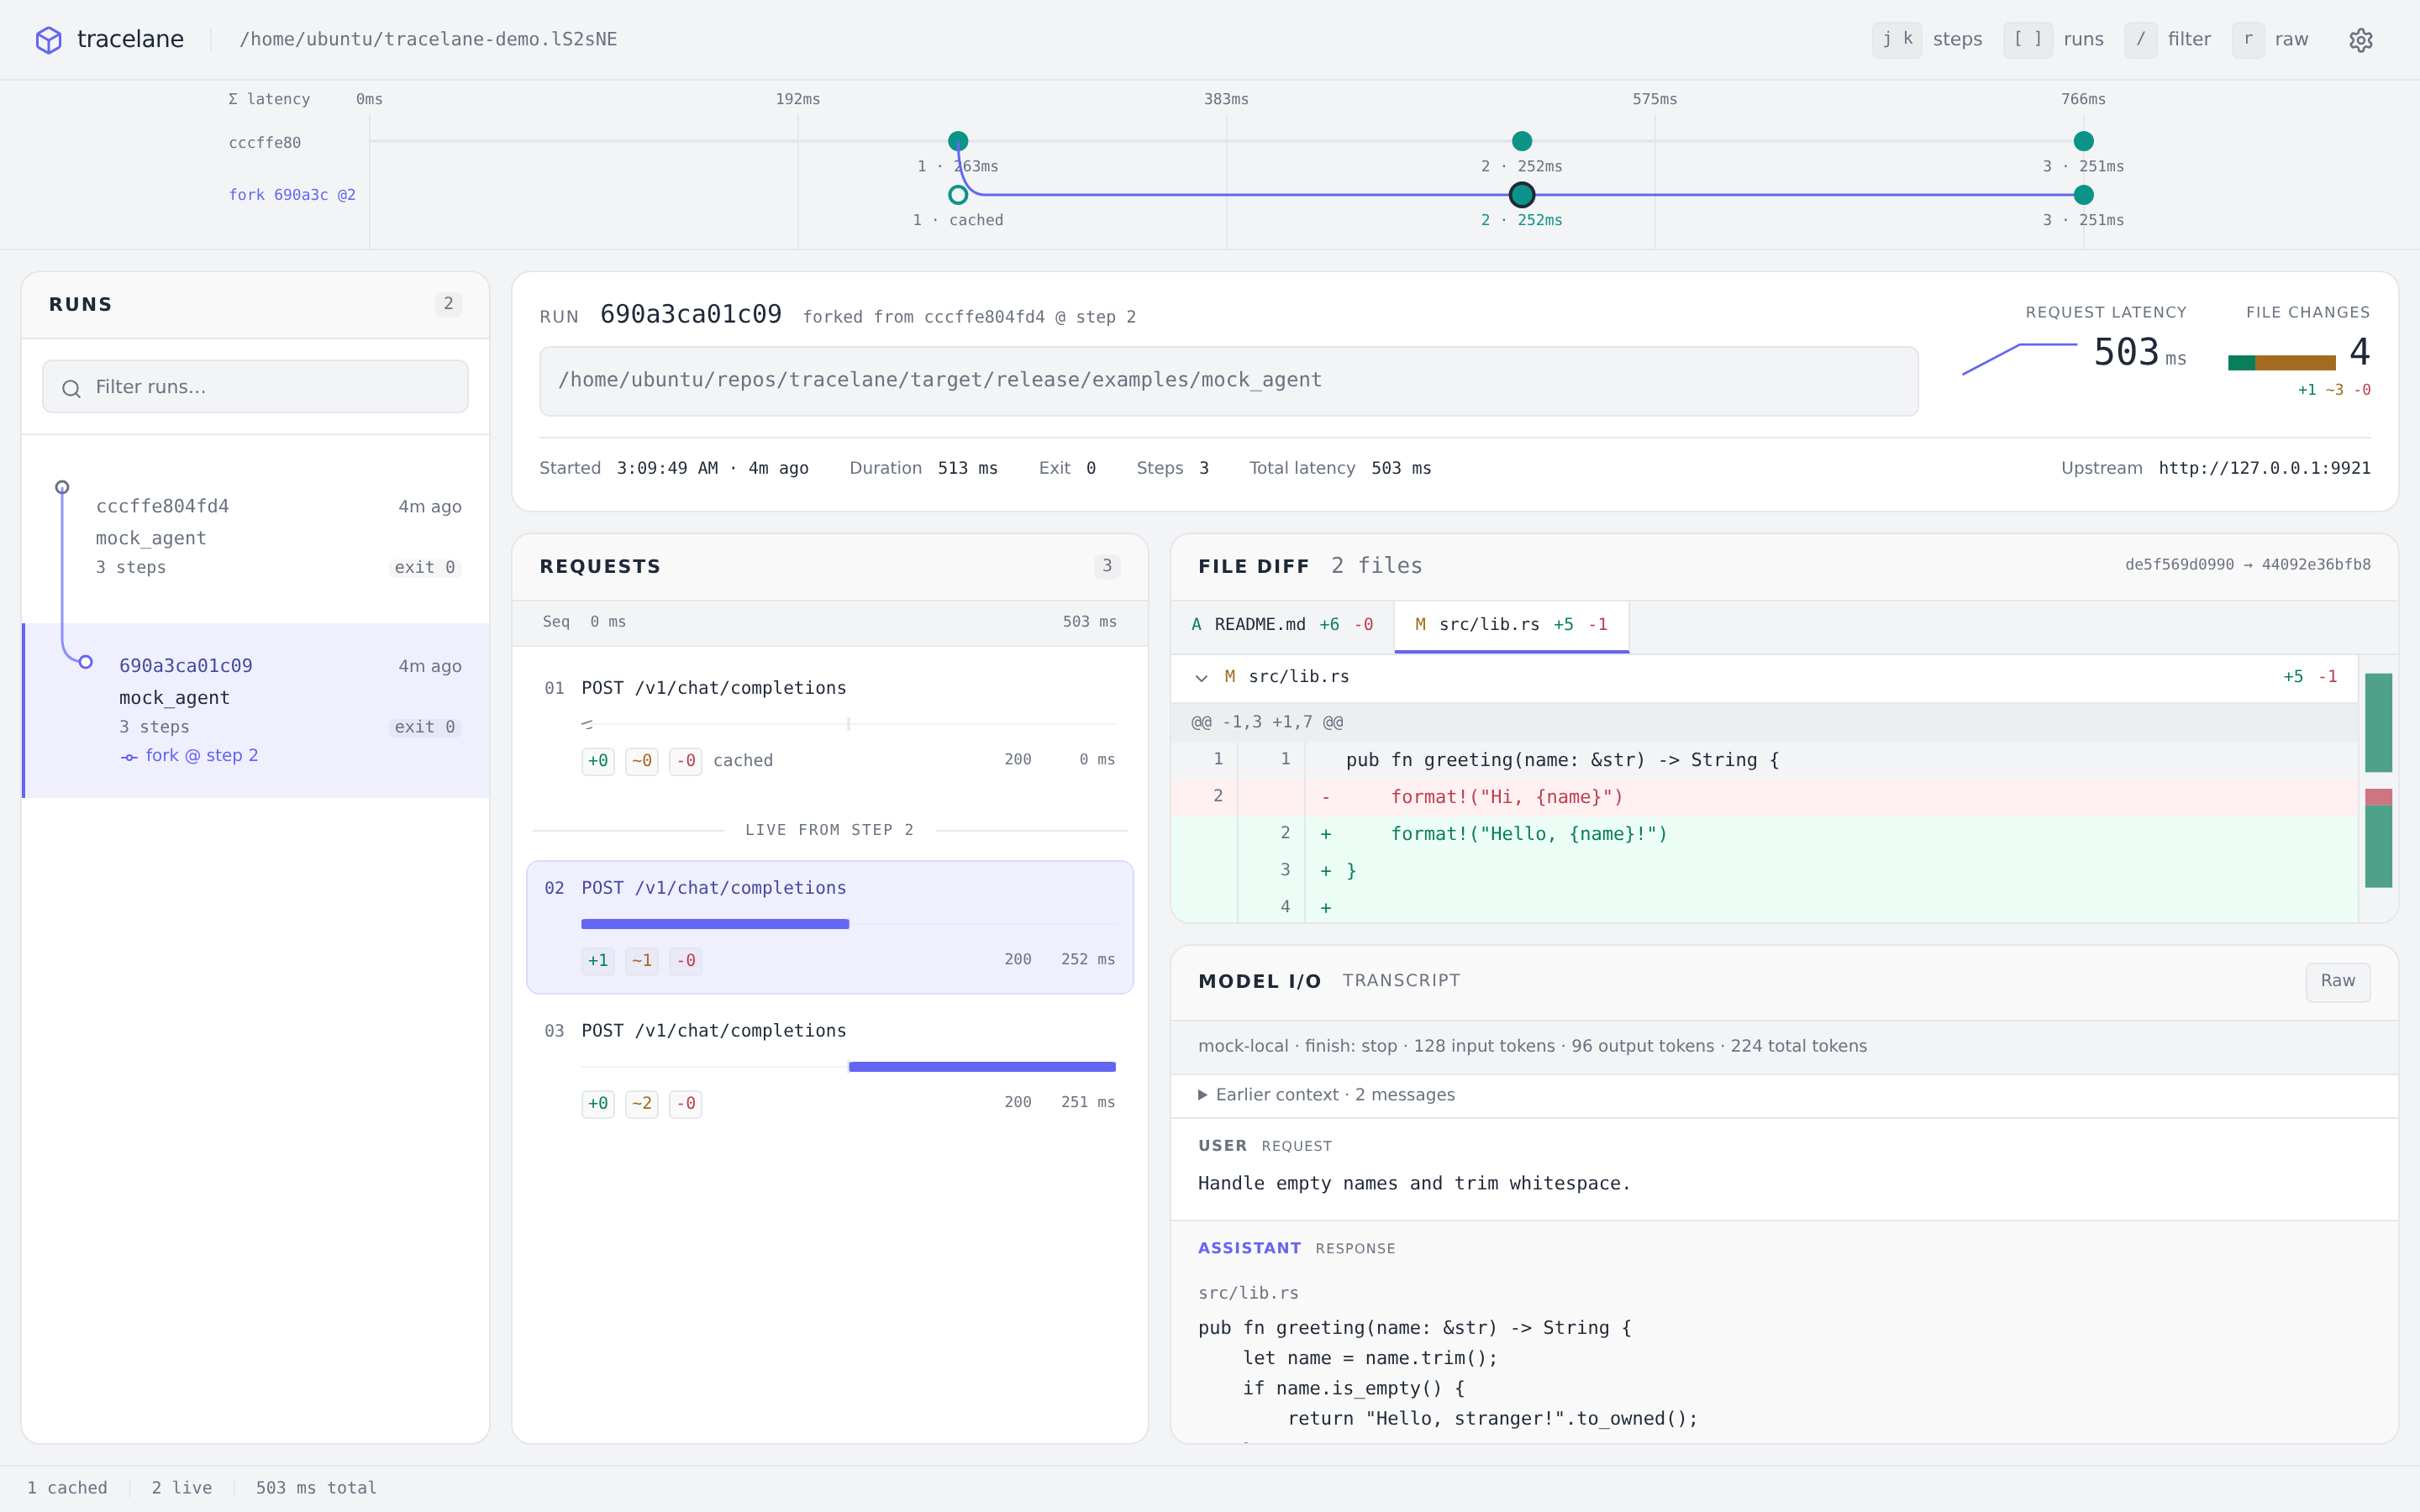 tracelane
/home/ubuntu/tracelane-demo.lS2sNE
j k steps [ ] runs / filter r raw
Σ latency 0ms 192ms 383ms 575ms 766ms
cccffe80
1 · 263ms 2 · 252ms 3 · 251ms
fork 690a3c @2
1 · cached 2 · 252ms 3 · 251ms
RUNS 2
Filter runs...
cccffe804fd4 4m ago
mock_agent
3 steps exit 0
690a3ca01c09 4m ago
mock_agent
3 steps exit 0
fork @ step 2
RUN 690a3ca01c09 forked from cccffe804fd4 @ step 2
/home/ubuntu/repos/tracelane/target/release/examples/mock_agent
REQUEST LATENCY
503 ms
FILE CHANGES
4
+1 ~3 -0
Started 3:09:49 AM · 4m ago Duration 513 ms Exit 0 Steps 3 Total latency 503 ms Upstream http://127.0.0.1:9921
REQUESTS 3
Seq 0 ms 503 ms
01 POST /v1/chat/completions
+0 ~0 -0 cached 200 0 ms
LIVE FROM STEP 2
02 POST /v1/chat/completions
+1 ~1 -0 200 252 ms
03 POST /v1/chat/completions
+0 ~2 -0 200 251 ms
FILE DIFF 2 files de5f569d0990 → 44092e36bfb8
A README.md +6 -0 M src/lib.rs +5 -1
M src/lib.rs +5 -1
@@ -1,3 +1,7 @@
1 1 pub fn greeting(name: &str) -> String {
2 - format!("Hi, {name}")
2 + format!("Hello, {name}!")
3 + }
4 +
MODEL I/O TRANSCRIPT Raw
mock-local · finish: stop · 128 input tokens · 96 output tokens · 224 total tokens
Earlier context · 2 messages
USER REQUEST
Handle empty names and trim whitespace.
ASSISTANT RESPONSE
src/lib.rs
pub fn greeting(name: &str) -> String {
let name = name.trim();
if name.is_empty() {
return "Hello, stranger!".to_owned();
1 cached 2 live 503 ms total